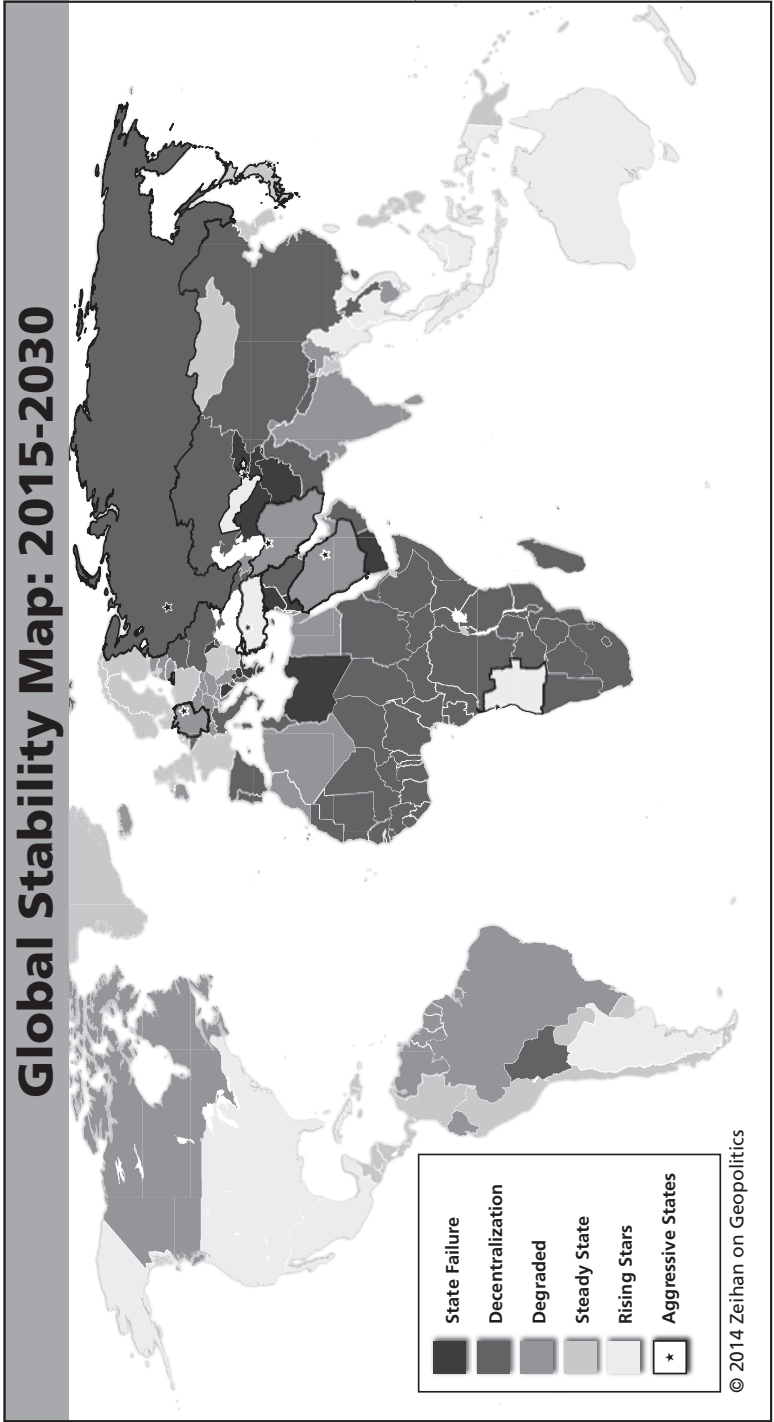 Global Stability Map: 2015-2030
State Failure
Decentralization
Degraded
Steady State
Rising Stars
Aggressive States
© 2014 Zeihan on Geopolitics